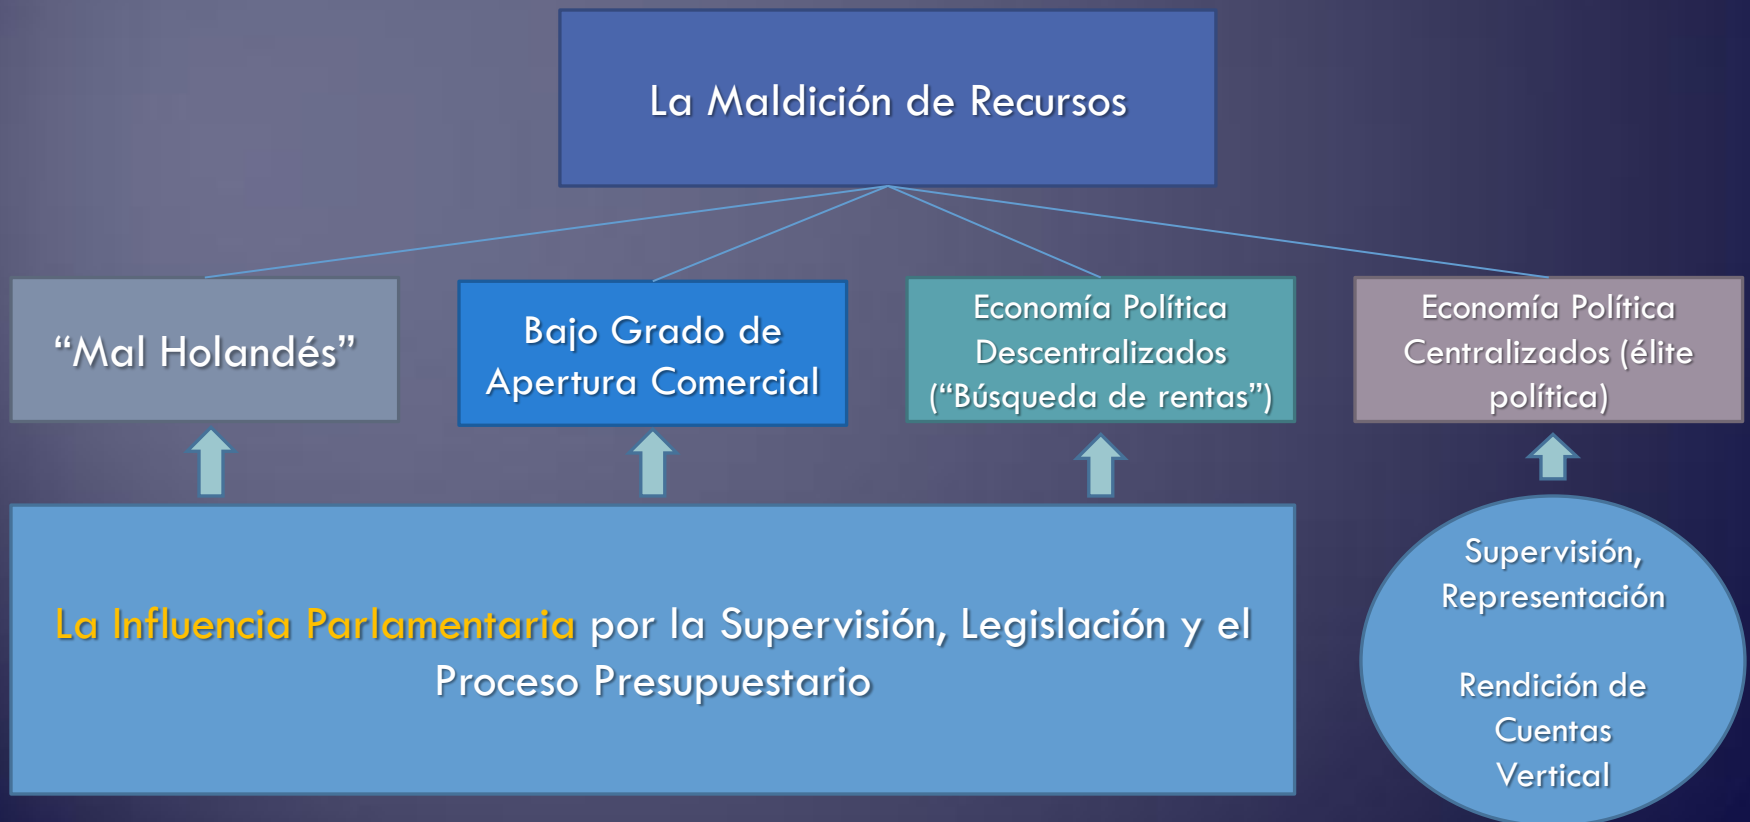 La Maldición de Recursos
“Mal Holandés”
Bajo Grado de
Apertura Comercial
Economía Política
Descentralizados
(“Búsqueda de rentas”)
Economía Política
Centralizados (élite
política)
La Influencia Parlamentaria por la Supervisión, Legislación y el
Proceso Presupuestario
Supervisión,
Representación
Rendición de
Cuentas
Vertical